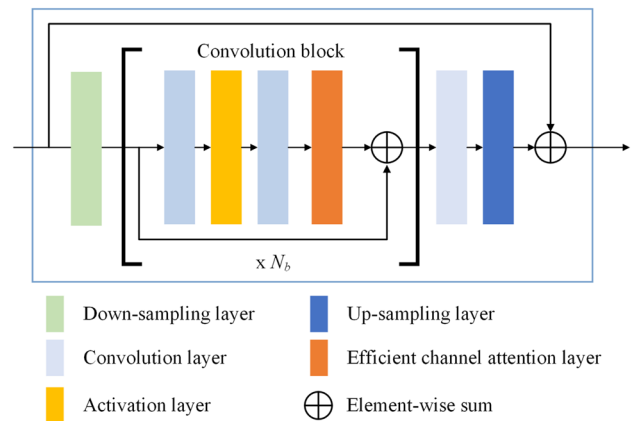 Convolution block
x N_b
Down-sampling layer
Up-sampling layer
Convolution layer
Efficient channel attention layer
Activation layer
Element-wise sum